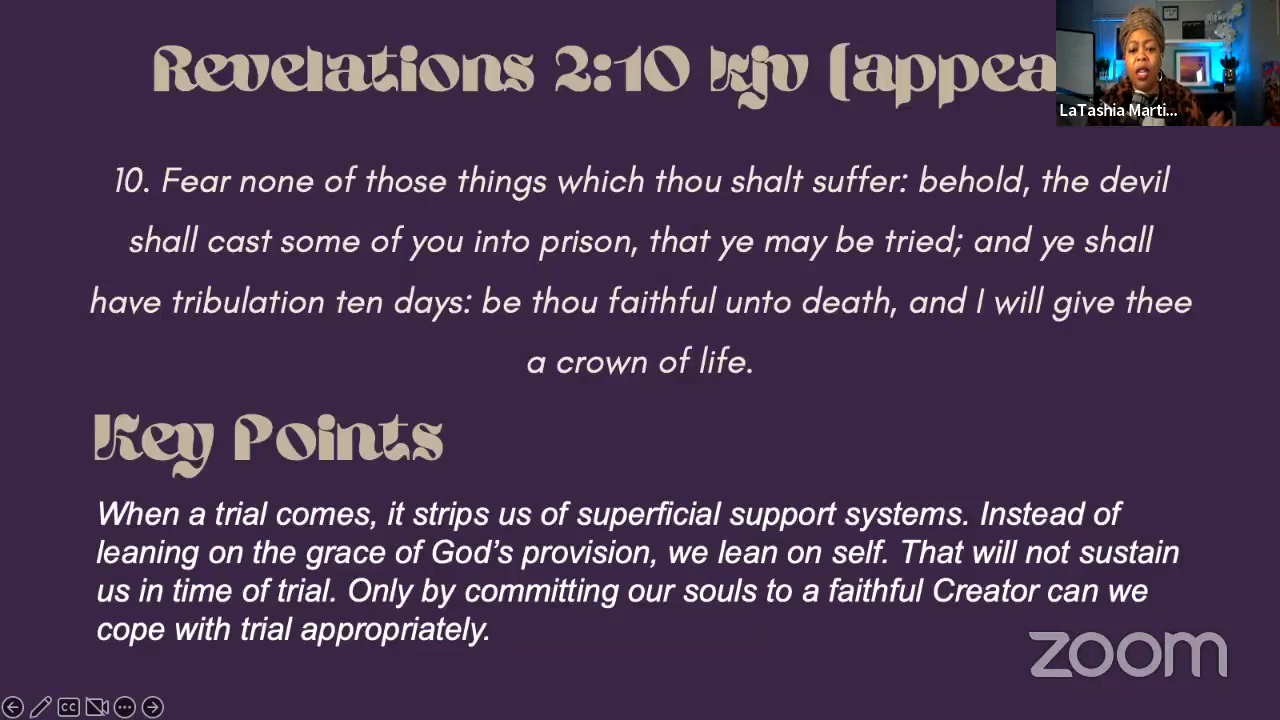 Revelations 2:10 kjv (appea
LaTashia Marti...
10. Fear none of those things which thou shalt suffer: behold, the devil
shall cast some of you into prison, that ye may be tried; and ye shall
have tribulation ten days: be thou faithful unto death, and I will give thee
a crown of life.
Key Points
When a trial comes, it strips us of superficial support systems. Instead of
leaning on the grace of God’s provision, we lean on self. That will not sustain
us in time of trial. Only by committing our souls to a faithful Creator can we
cope with trial appropriately.
zoom
CC